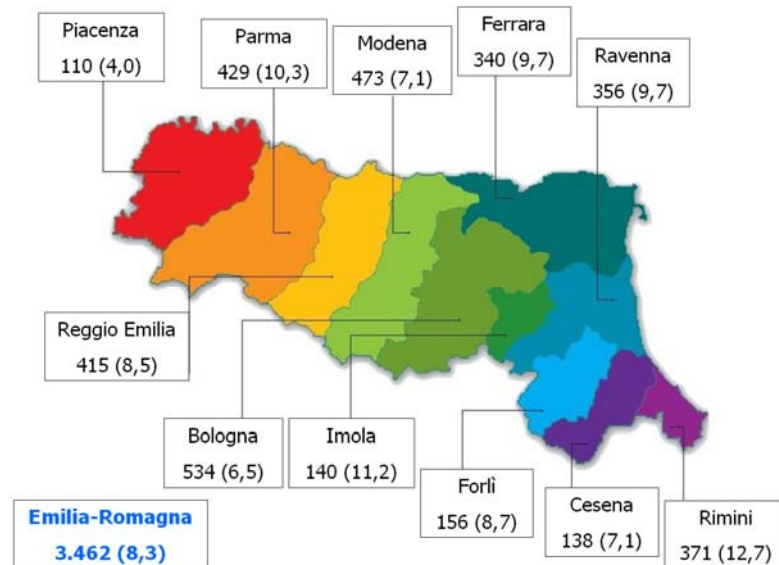 Piacenza
110 (4,0)
Parma
429 (10,3)
Modena
473 (7,1)
Ferrara
340 (9,7)
Ravenna
356 (9,7)
Reggio Emilia
415 (8,5)
Bologna
534 (6,5)
Imola
140 (11,2)
Forlì
156 (8,7)
Cesena
138 (7,1)
Rimini
371 (12,7)
Emilia-Romagna
3.462 (8,3)